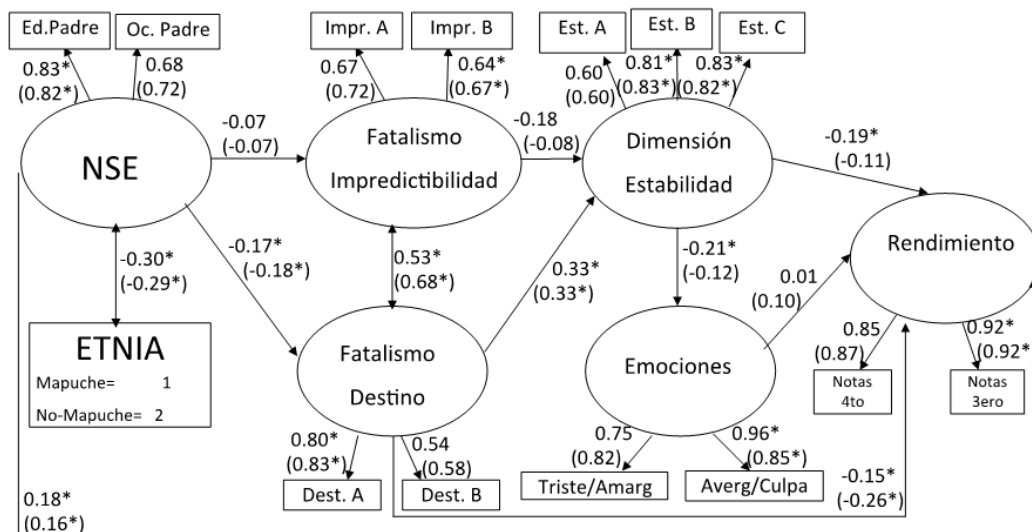 Ed.Padre
Oc. Padre
Impr. A
Impr. B
Est. A
Est. B
Est. C
0.83*
(0.82*)
0.68
(0.72)
0.67
(0.72)
0.64*
(0.67*)
0.60
(0.60)
0.81*
(0.83*)
0.83*
(0.82*)
NSE
-0.07
(-0.07)
Fatalismo
Impredictibilidad
-0.18
(-0.08)
Dimensión
Estabilidad
-0.19*
(-0.11)
Rendimiento
-0.30*
(-0.29*)
-0.17*
(-0.18*)
0.53*
(0.68*)
0.33*
(0.33*)
-0.21*
(-0.12)
0.01
(0.10)
ETNIA
Mapuche= 1
No-Mapuche= 2
Fatalismo
Destino
Emociones
0.85
(0.87)
0.92*
(0.92*)
Notas
4to
Notas
3ero
0.80*
(0.83*)
0.54
(0.58)
0.75
(0.82)
0.96*
(0.85*)
Dest. A
Dest. B
Triste/Amarg
Averg/Culpa
-0.15*
(-0.26*)
0.18*
(0.16*)